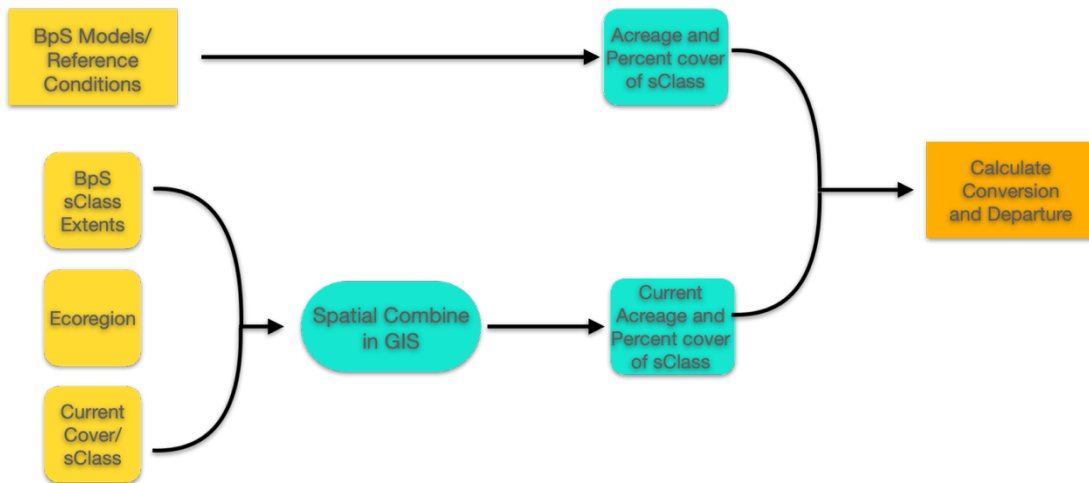 BpS Models/
Reference
Conditions
Acreage and
Percent cover
of sClass
BpS
sClass
Extents
Calculate
Conversion
and Departure
Ecoregion
Spatial Combine
in GIS
Current
Acreage and
Percent cover
of sClass
Current
Cover/
sClass